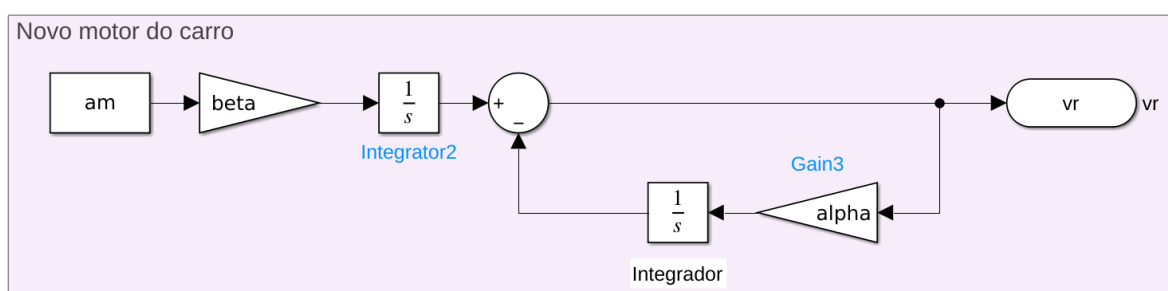 Novo motor do carro
am
beta
1
s
+
−
vr
vr
Integrator2
Gain3
1
s
alpha
Integrador